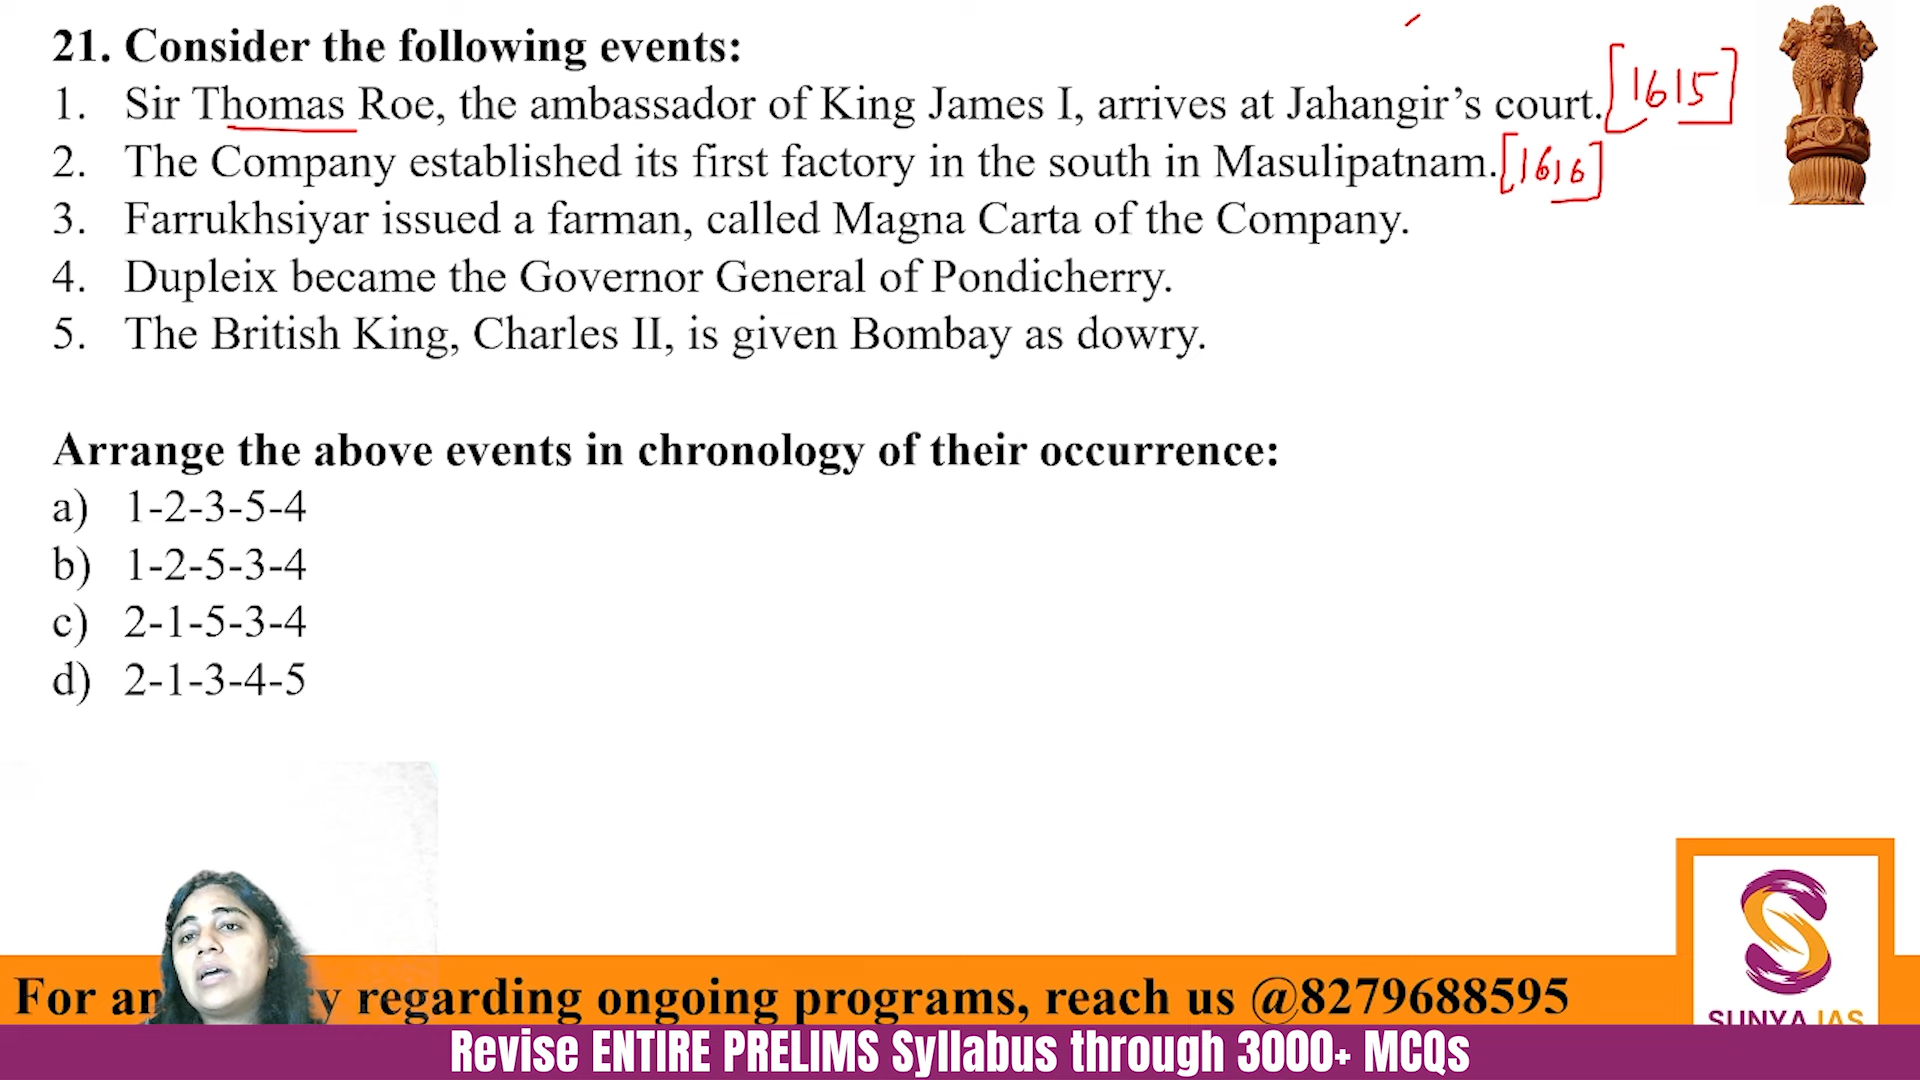 21. Consider the following events:
1. Sir Thomas Roe, the ambassador of King James I, arrives at Jahangir’s court. [1615]
2. The Company established its first factory in the south in Masulipatnam. [1616]
3. Farrukhsiyar issued a farman, called Magna Carta of the Company.
4. Dupleix became the Governor General of Pondicherry.
5. The British King, Charles II, is given Bombay as dowry.
Arrange the above events in chronology of their occurrence:
a) 1-2-3-5-4
b) 1-2-5-3-4
c) 2-1-5-3-4
d) 2-1-3-4-5
For an y regarding ongoing programs, reach us @8279688595
SUNYA IAS
Revise ENTIRE PRELIMS Syllabus through 3000+ MCQs